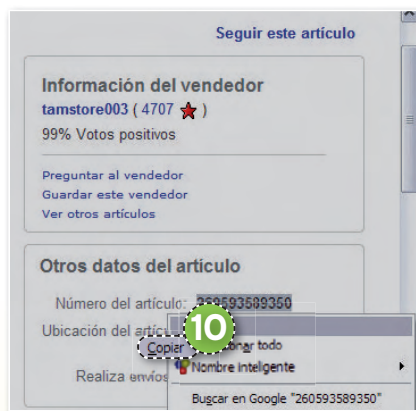 Seguir este artículo
Información del vendedor
tamstore003 ( 4707 )
99% Votos positivos
Preguntar al vendedor
Guardar este vendedor
Ver otros artículos
Otros datos del artículo
Número del artículo: 260593589350
Ubicación del
10
Copiar todo
Nombre inteligente
Realiza envíos
Buscar en Google "260593589350"